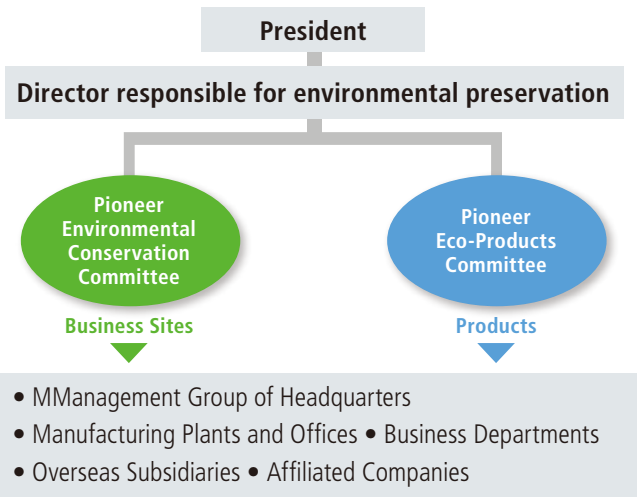 President
Director responsible for environmental preservation
Pioneer
Environmental
Conservation
Committee
Pioneer
Eco-Products
Committee
Business Sites
Products
• MManagement Group of Headquarters
• Manufacturing Plants and Offices • Business Departments
• Overseas Subsidiaries • Affiliated Companies